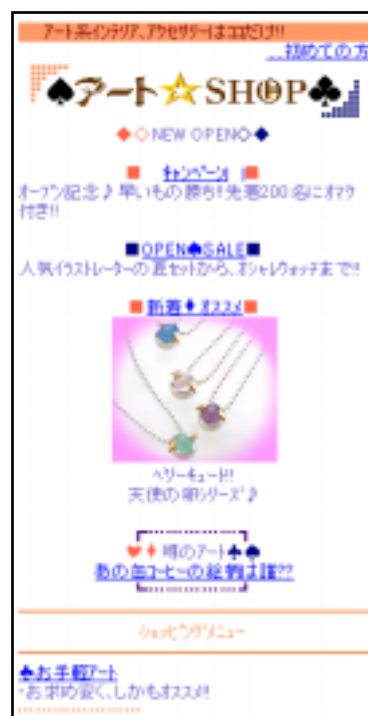 アート系インテリア、アクセサリーはココだけ!!
...初めての方
♠アート☆SHOP♣
◆◇NEW OPEN◇◆
■ キャンペーン ■
オープン記念♪早いもの勝ち!!先着200名にオマケ
付き!!
■OPEN♠SALE■
人気イラストレーターの夏セットから、オシャレウォッチまで!!
■新着♦オススメ■
ベリーキュート!!
天使の卵シリーズ♪
♥♦噂のアート♣♠
あの缶コーヒーの絵柄は誰??
ショッピングメニュー
♣お手軽アート
-お求め安く、しかもオススメ!!